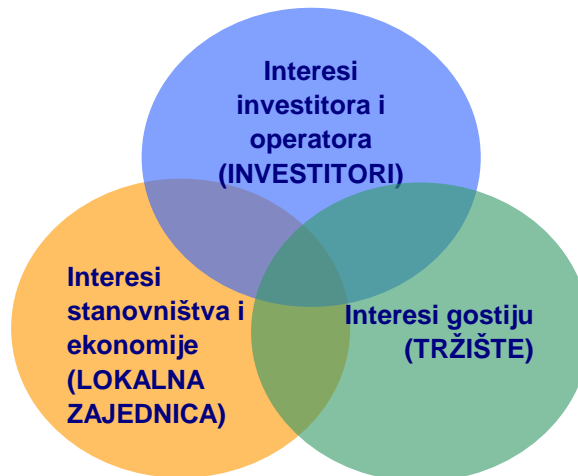 Interesi
investitora i
operatora
(INVESTITORI)
Interesi
stanovništva i
ekonomije
(LOKALNA
ZAJEDNICA)
Interesi gostiju
(TRŽIŠTE)